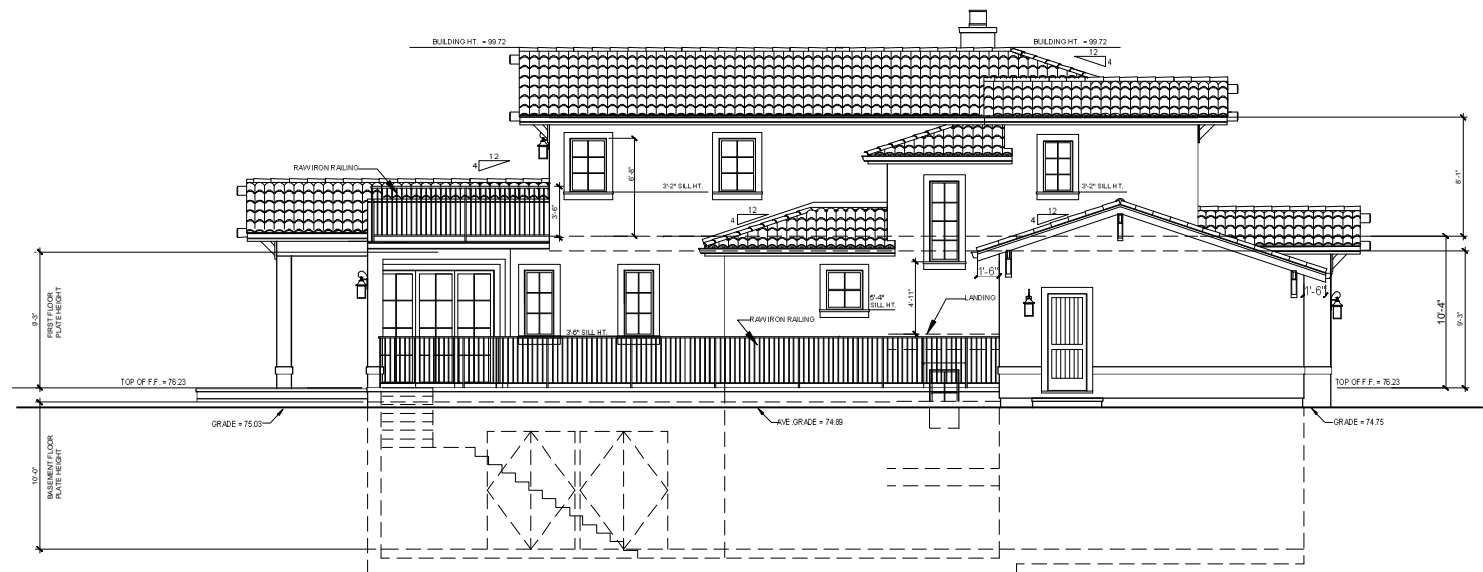 BUILDING HT. = 99.72
BUILDING HT. = 99.72
12
4
12
4
RAW IRON RAILING
6'-8"
3'-2" SILL HT.
3'-2" SILL HT.
8'-1"
3'-6"
12
4
12
4
1'-6"
1'-6"
4'-11"
LANDING
5'-4"
SILL HT.
RAW IRON RAILING
3'-6" SILL HT.
9'-3"
FIRST FLOOR
PLATE HEIGHT
10'-4"
9'-3"
TOP OF F.F. = 76.23
TOP OF F.F. = 76.23
GRADE = 75.03
AVE.GRADE = 74.89
GRADE = 74.75
10'-0"
BASEMENT FLOOR
PLATE HEIGHT